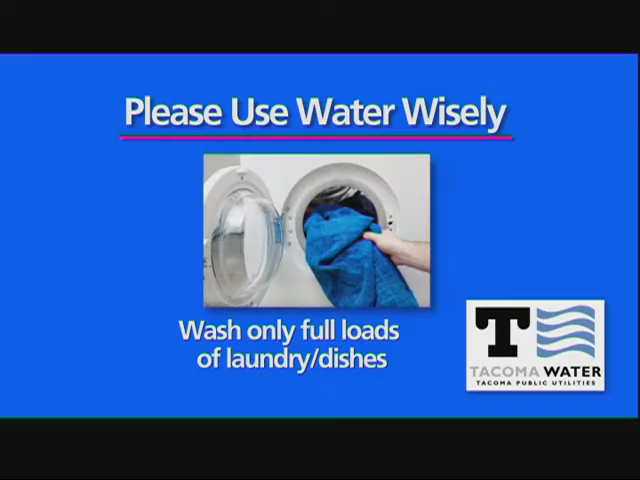 Please Use Water Wisely
Wash only full loads
of laundry/dishes
T
TACOMA WATER
TACOMA PUBLIC UTILITIES